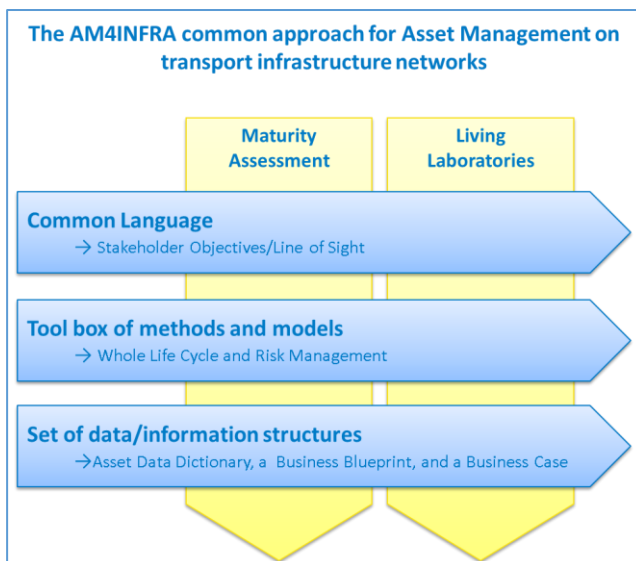 The AM4INFRA common approach for Asset Management on
transport infrastructure networks
Maturity
Assessment
Living
Laboratories
Common Language
→ Stakeholder Objectives/Line of Sight
Tool box of methods and models
→ Whole Life Cycle and Risk Management
Set of data/information structures
→Asset Data Dictionary, a Business Blueprint, and a Business Case